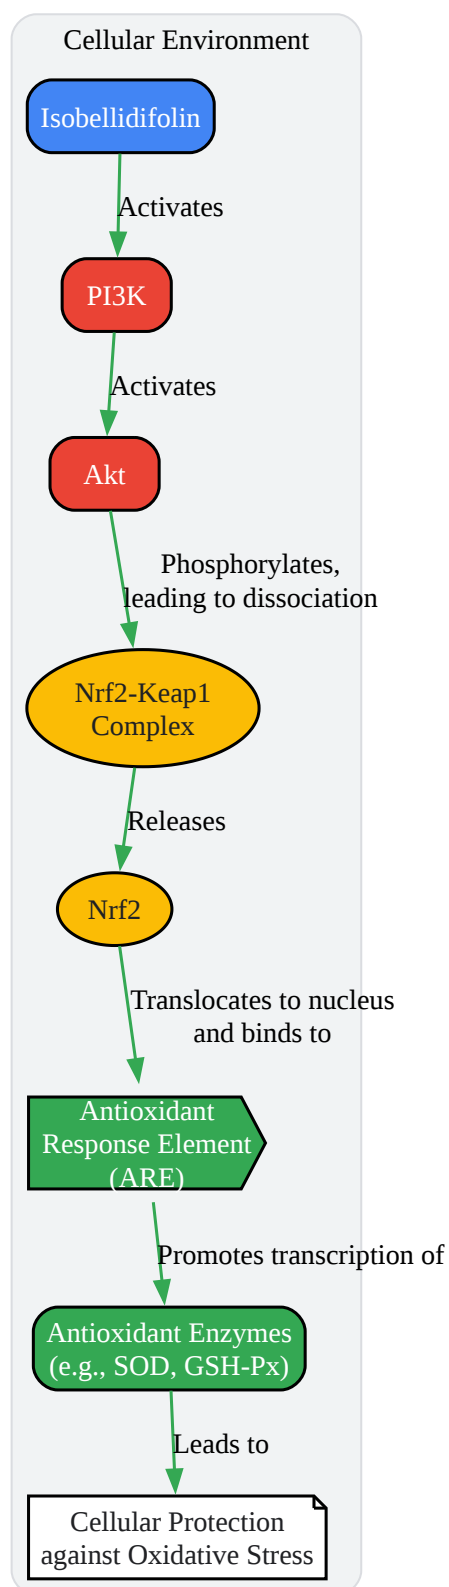 Cellular Environment
Isobellidifolin
Activates
PI3K
Activates
Akt
Phosphorylates,
leading to dissociation
Nrf2-Keap1
Complex
Releases
Nrf2
Translocates to nucleus
and binds to
Antioxidant
Response Element
(ARE)
Promotes transcription of
Antioxidant Enzymes
(e.g., SOD, GSH-Px)
Leads to
Cellular Protection
against Oxidative Stress